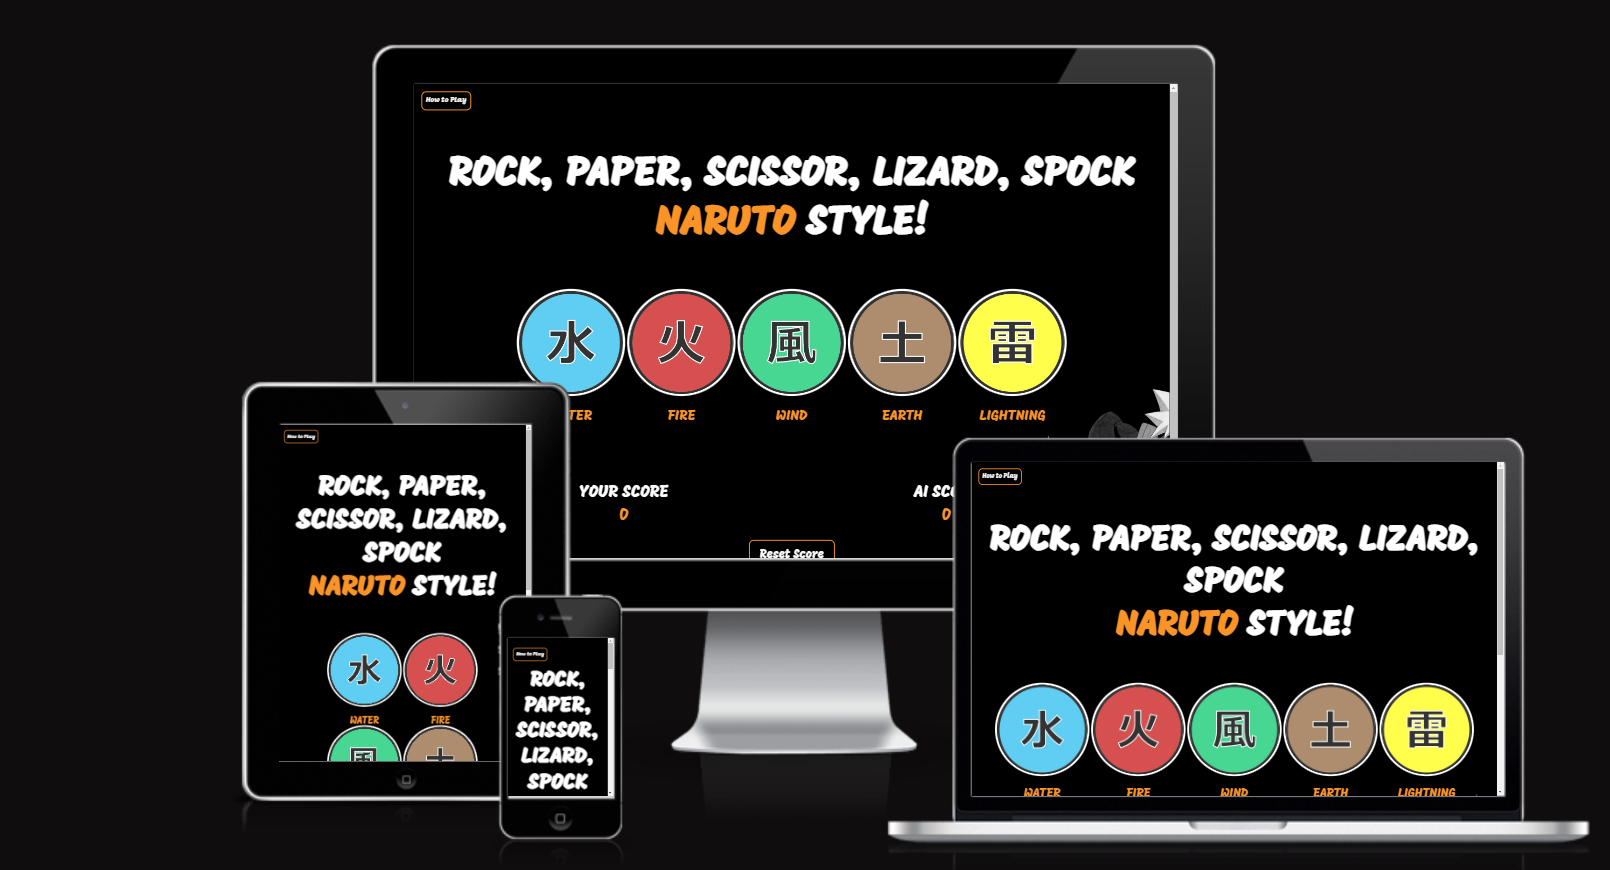 How to Play
ROCK, PAPER, SCISSOR, LIZARD, SPOCK
NARUTO STYLE!
水 火 風 土 雷
TER FIRE WIND EARTH LIGHTNING
YOUR SCORE AI SCO
0 0
Reset Score
How to Play
ROCK, PAPER,
SCISSOR, LIZARD,
SPOCK
NARUTO STYLE!
水 火
WATER FIRE
風 土
How to Play
ROCK,
PAPER,
SCISSOR,
LIZARD,
SPOCK
How to Play
ROCK, PAPER, SCISSOR, LIZARD,
SPOCK
NARUTO STYLE!
水 火 風 土 雷
WATER FIRE WIND EARTH LIGHTNING